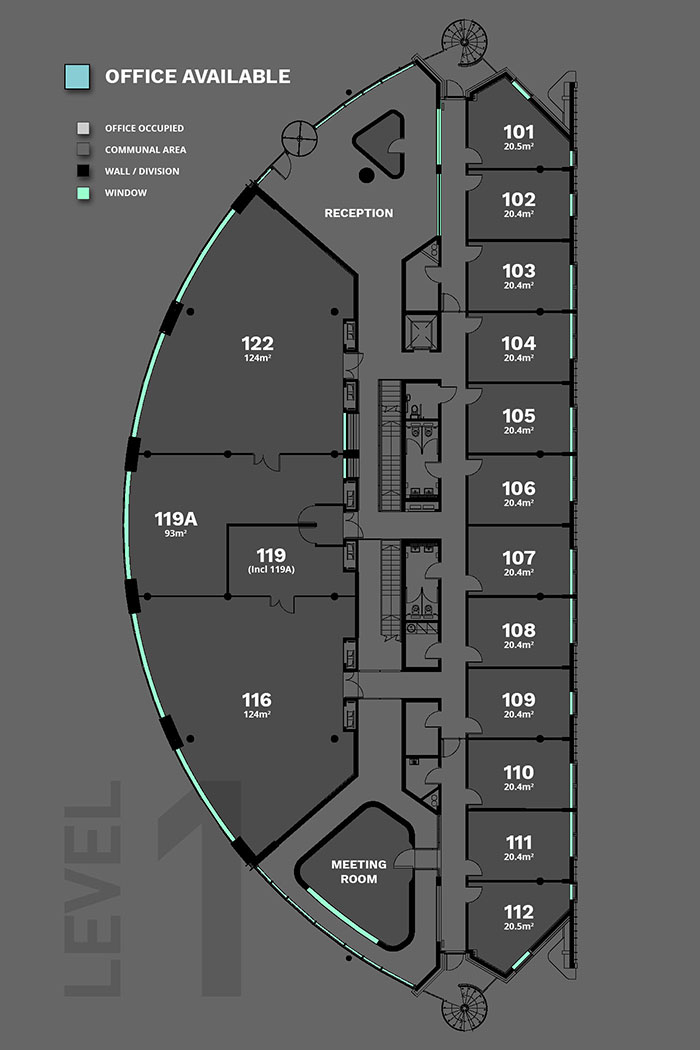 OFFICE AVAILABLE
OFFICE OCCUPIED
COMMUNAL AREA
WALL / DIVISION
WINDOW
RECEPTION
101
20.5m²
102
20.4m²
103
20.4m²
122
124m²
104
20.4m²
105
20.4m²
106
20.4m²
119A
93m²
119
(Incl 119A)
107
20.4m²
108
20.4m²
116
124m²
109
20.4m²
110
20.4m²
111
20.4m²
MEETING
ROOM
112
20.5m²
LEVEL
1